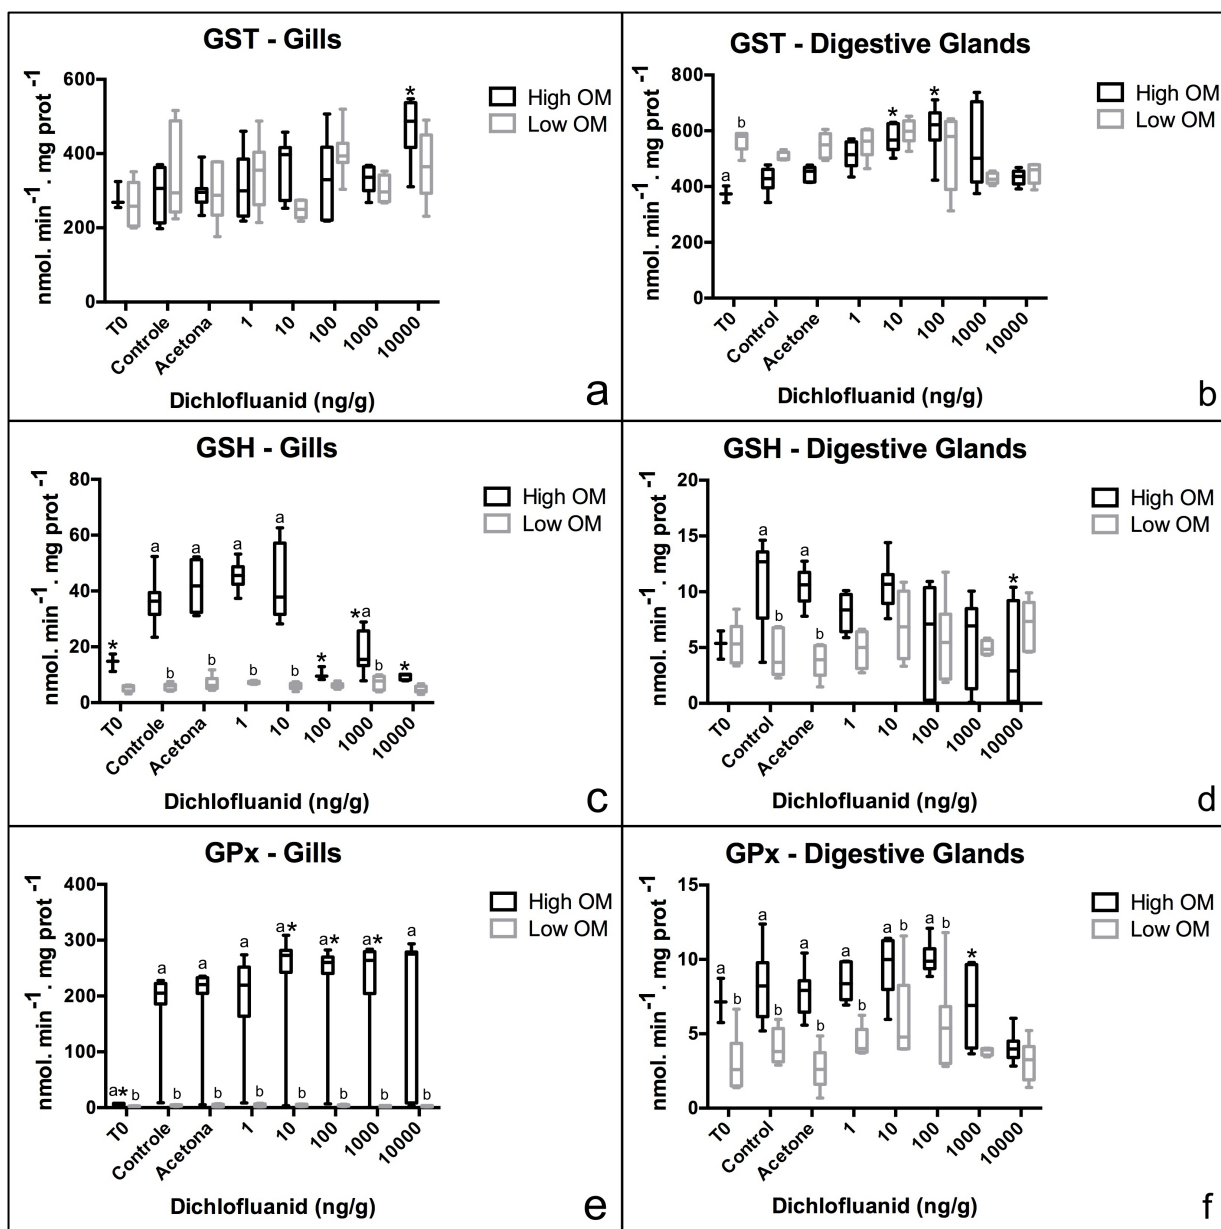 GST - Gills
nmol. min-1. mg prot -1
600
400
200
0
*
High OM
Low OM
T0
Controle
Acetona
1
10
100
1000
10000
Dichlofluanid (ng/g)
a
GST - Digestive Glands
nmol. min-1. mg prot -1
800
600
400
200
0
a
b
*
*
High OM
Low OM
T0
Control
Acetone
1
10
100
1000
10000
Dichlofluanid (ng/g)
b
GSH - Gills
nmol. min-1. mg prot -1
80
60
40
20
0
*
a
b
a
b
a
b
a
b
*
*a
b
*
High OM
Low OM
T0
Controle
Acetona
1
10
100
1000
10000
Dichlofluanid (ng/g)
c
GSH - Digestive Glands
nmol. min-1. mg prot -1
20
15
10
5
0
a
b
a
b
*
High OM
Low OM
T0
Control
Acetone
1
10
100
1000
10000
Dichlofluanid (ng/g)
d
GPx - Gills
nmol. min-1. mg prot -1
400
300
200
100
0
a*
b
a
b
a
b
a
b
a*
b
a*
b
a*
b
a
b
High OM
Low OM
T0
Controle
Acetona
1
10
100
1000
10000
Dichlofluanid (ng/g)
e
GPx - Digestive Glands
nmol. min-1. mg prot -1
15
10
5
0
a
b
a
b
a
b
a
b
a
b
a
b
*
High OM
Low OM
T0
Control
Acetone
1
10
100
1000
10000
Dichlofluanid (ng/g)
f